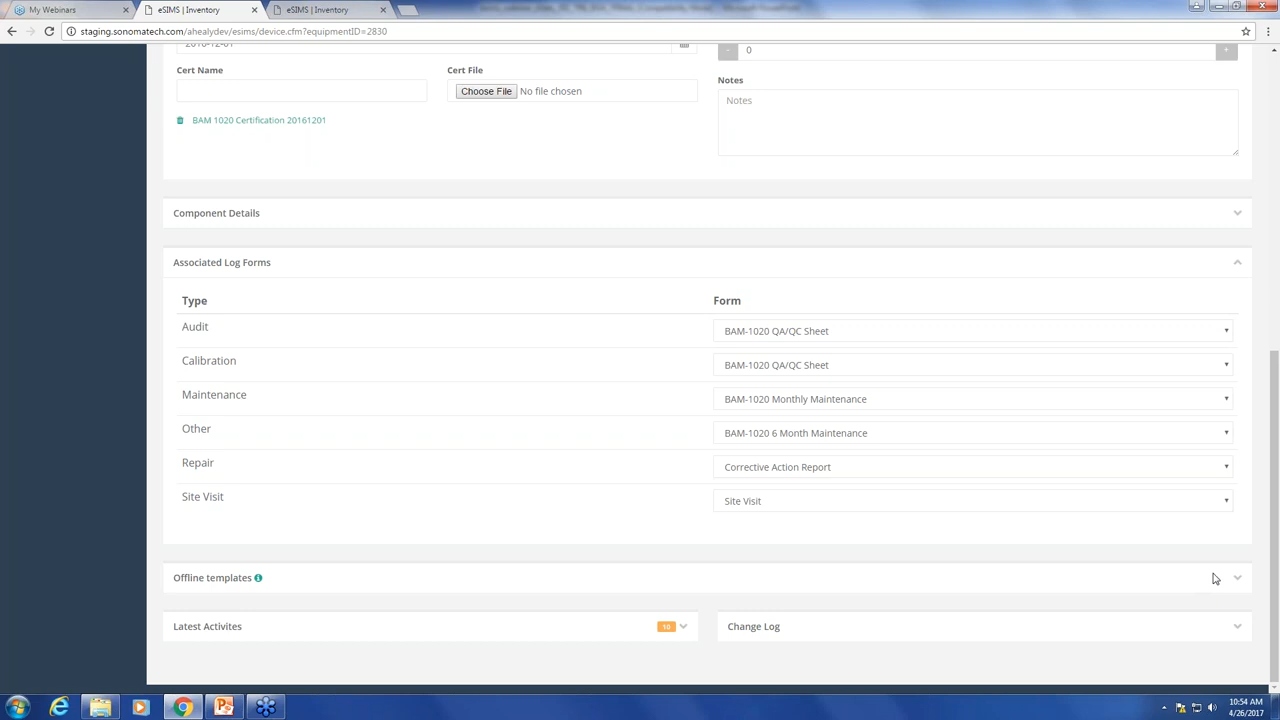 My Webinars
eSIMS | Inventory
eSIMS | Inventory
staging.sonomatech.com/ahealydev/esims/device.cfm?equipmentID=2830
2016-12-01
- 0 +
Cert Name
Cert File
Choose File No file chosen
BAM 1020 Certification 20161201
Notes
Notes
Component Details
Associated Log Forms
Type Form
Audit BAM-1020 QA/QC Sheet
Calibration BAM-1020 QA/QC Sheet
Maintenance BAM-1020 Monthly Maintenance
Other BAM-1020 6 Month Maintenance
Repair Corrective Action Report
Site Visit Site Visit
Offline templates
Latest Activites 10
Change Log
10:54 AM
4/26/2017